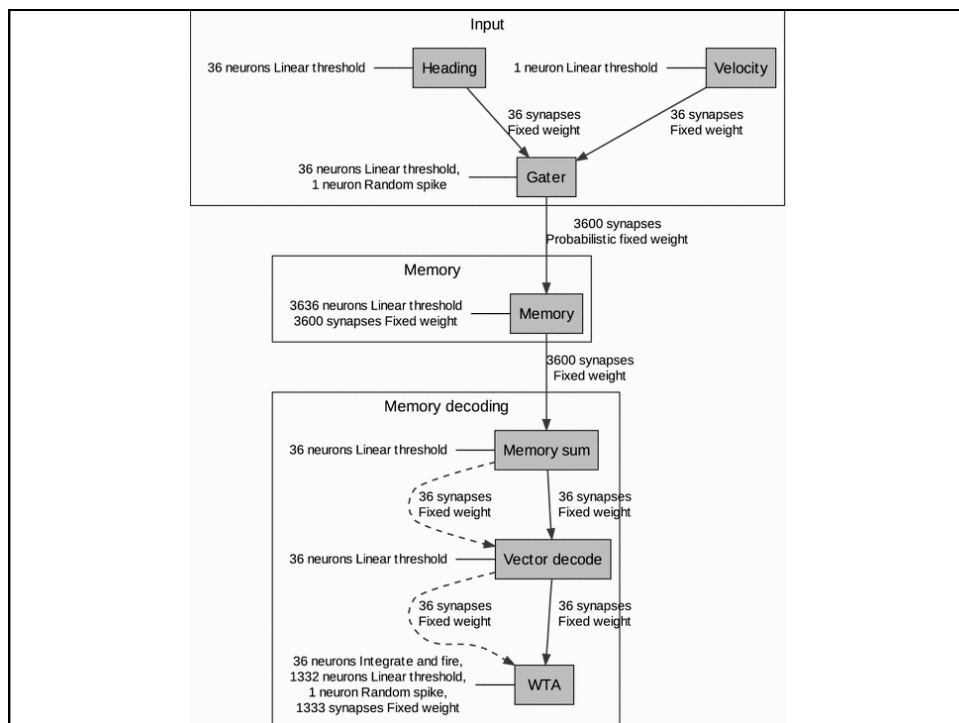 Input
36 neurons Linear threshold
Heading
1 neuron Linear threshold
Velocity
36 synapses
Fixed weight
36 synapses
Fixed weight
36 neurons Linear threshold,
1 neuron Random spike
Gater
3600 synapses
Probabilistic fixed weight
Memory
3636 neurons Linear threshold
3600 synapses Fixed weight
Memory
3600 synapses
Fixed weight
Memory decoding
36 neurons Linear threshold
Memory sum
36 synapses
Fixed weight
36 synapses
Fixed weight
36 neurons Linear threshold
Vector decode
36 synapses
Fixed weight
36 synapses
Fixed weight
36 neurons Integrate and fire,
1332 neurons Linear threshold,
1 neuron Random spike,
1333 synapses Fixed weight
WTA